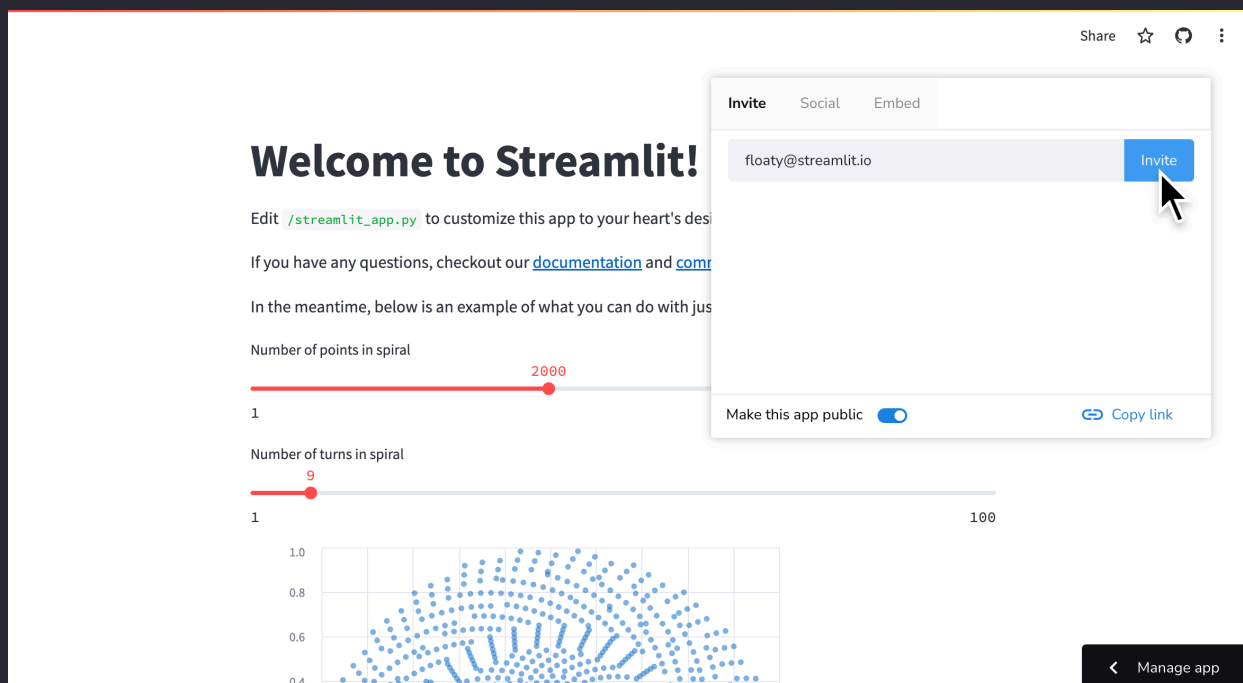 Share
Invite Social Embed
floaty@streamlit.io Invite
Welcome to Streamlit!
Edit /streamlit_app.py to customize this app to your heart's
If you have any questions, checkout our documentation and
In the meantime, below is an example of what you can do with
Number of points in spiral
2000
1
Make this app public Copy link
Number of turns in spiral
9
1 100
1.0
0.8
0.6
0.4
Manage app